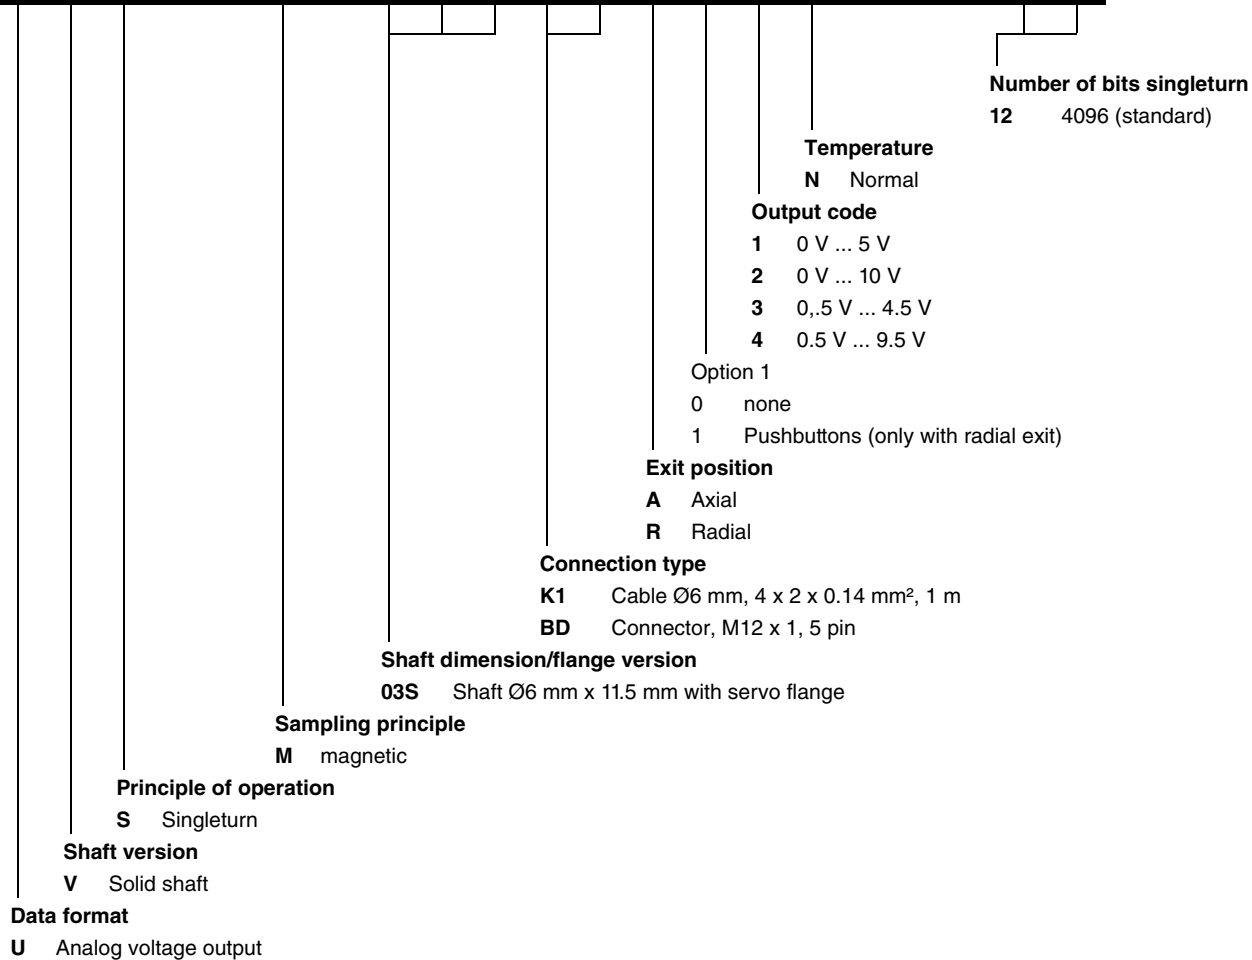 Number of bits singleturn
12 4096 (standard)
Temperature
N Normal
Output code
1 0 V ... 5 V
2 0 V ... 10 V
3 0,.5 V ... 4.5 V
4 0.5 V ... 9.5 V
Option 1
0 none
1 Pushbuttons (only with radial exit)
Exit position
A Axial
R Radial
Connection type
K1 Cable Ø6 mm, 4 x 2 x 0.14 mm², 1 m
BD Connector, M12 x 1, 5 pin
Shaft dimension/flange version
03S Shaft Ø6 mm x 11.5 mm with servo flange
Sampling principle
M magnetic
Principle of operation
S Singleturn
Shaft version
V Solid shaft
Data format
U Analog voltage output